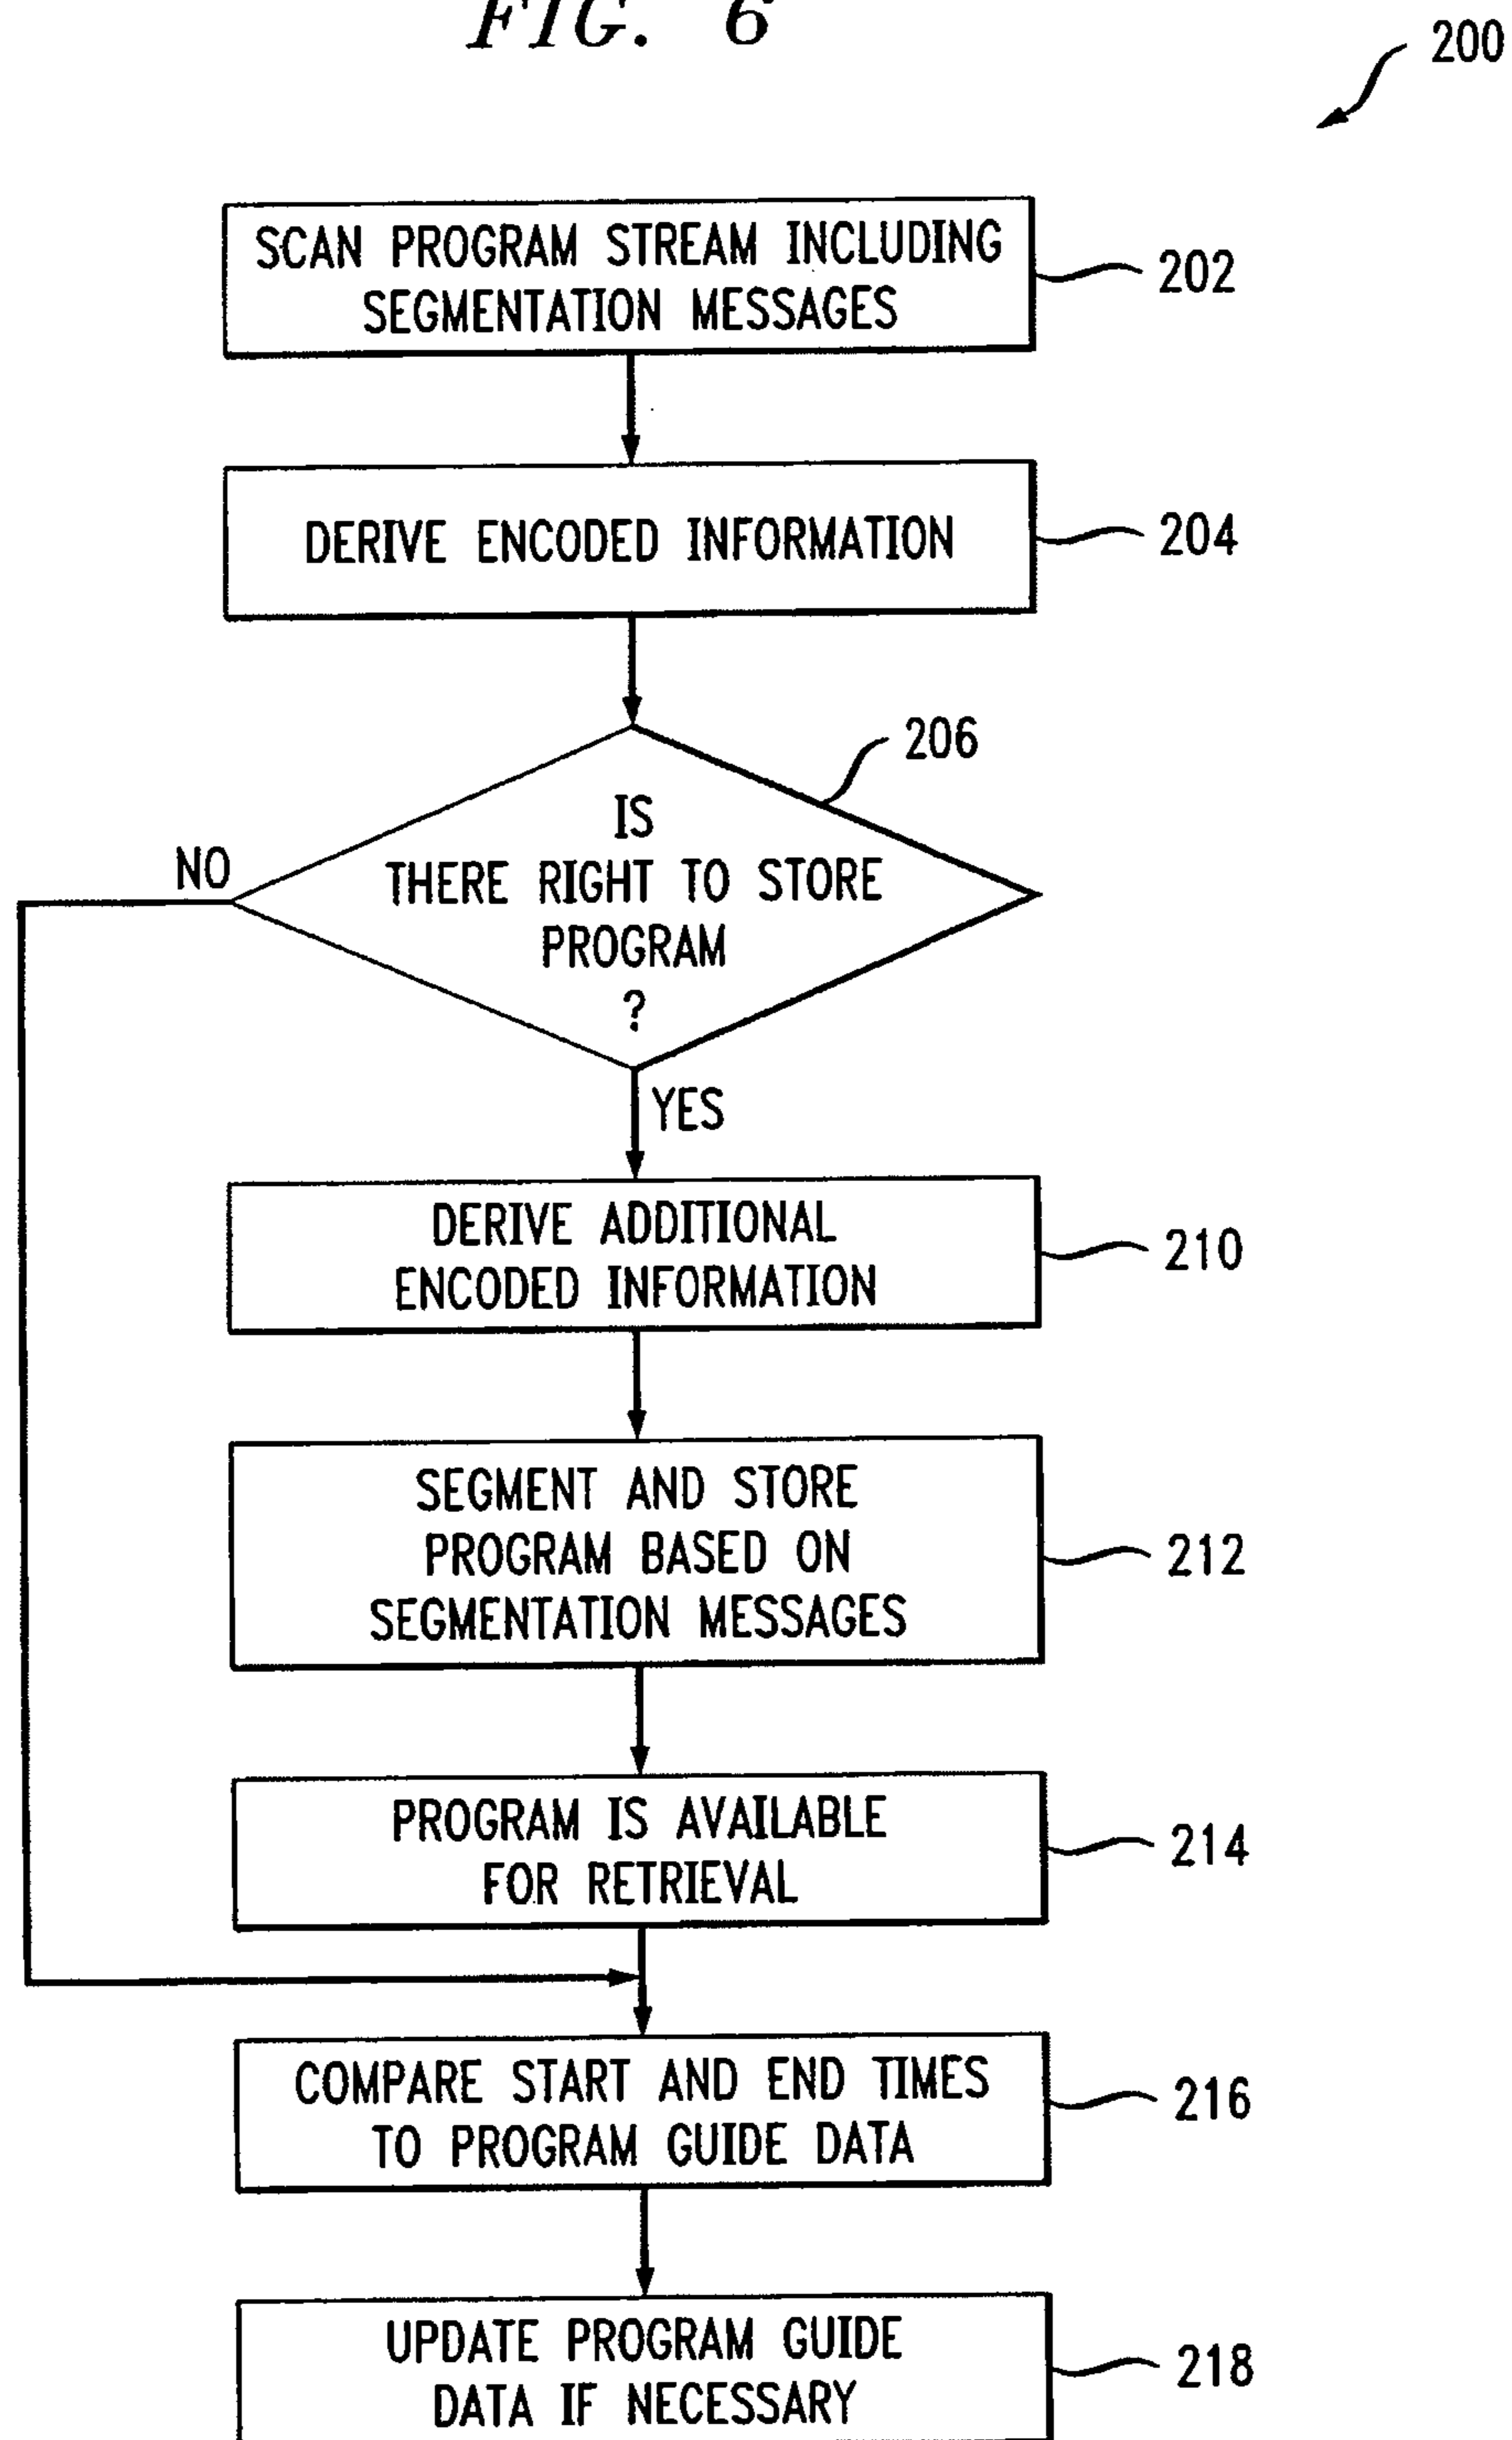 FIG. 6
200
SCAN PROGRAM STREAM INCLUDING
SEGMENTATION MESSAGES
202
DERIVE ENCODED INFORMATION
204
206
IS
THERE RIGHT TO STORE
PROGRAM
?
NO
YES
DERIVE ADDITIONAL
ENCODED INFORMATION
210
SEGMENT AND STORE
PROGRAM BASED ON
SEGMENTATION MESSAGES
212
PROGRAM IS AVAILABLE
FOR RETRIEVAL
214
COMPARE START AND END TIMES
TO PROGRAM GUIDE DATA
216
UPDATE PROGRAM GUIDE
DATA IF NECESSARY
218